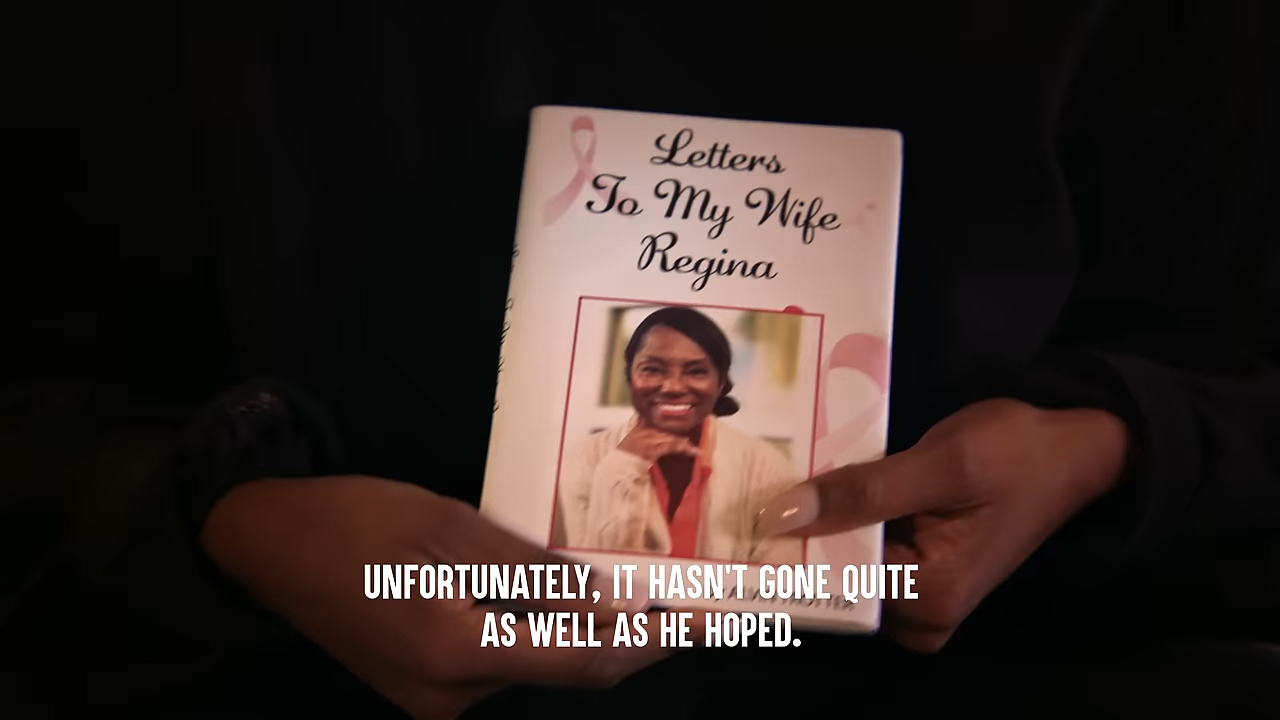 Letters
To My Wife
Regina
UNFORTUNATELY, IT HASN'T GONE QUITE
AS WELL AS HE HOPED.